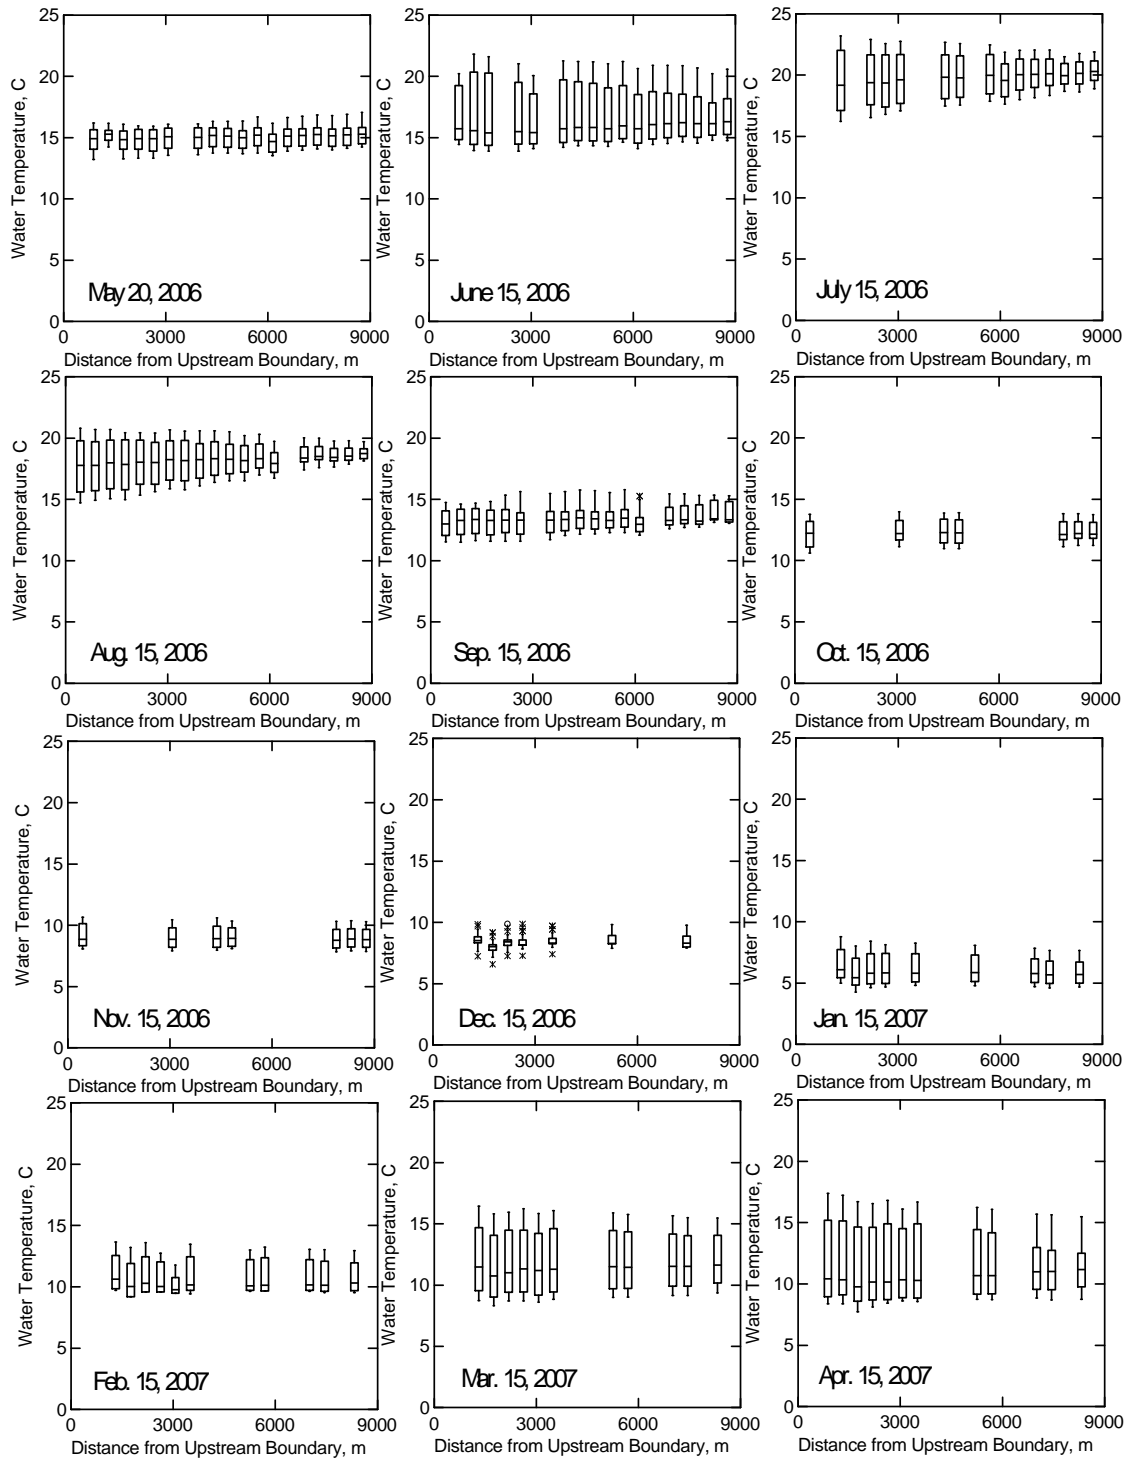 25
20
15
10
5
0
Water Temperature, C
May 20, 2006
0 3000 6000 9000
Distance from Upstream Boundary, m
25
20
15
10
5
0
Water Temperature, C
June 15, 2006
0 3000 6000 9000
Distance from Upstream Boundary, m
25
20
15
10
5
0
Water Temperature, C
July 15, 2006
0 3000 6000 9000
Distance from Upstream Boundary, m
25
20
15
10
5
0
Water Temperature, C
Aug. 15, 2006
0 3000 6000 9000
Distance from Upstream Boundary, m
25
20
15
10
5
0
Water Temperature, C
Sep. 15, 2006
0 3000 6000 9000
Distance from Upstream Boundary, m
25
20
15
10
5
0
Water Temperature, C
Oct. 15, 2006
0 3000 6000 9000
Distance from Upstream Boundary, m
25
20
15
10
5
0
Water Temperature, C
Nov. 15, 2006
0 3000 6000 9000
Distance from Upstream Boundary, m
25
20
15
10
5
0
Water Temperature, C
Dec. 15, 2006
0 3000 6000 9000
Distance from Upstream Boundary, m
25
20
15
10
5
0
Water Temperature, C
Jan. 15, 2007
0 3000 6000 9000
Distance from Upstream Boundary, m
25
20
15
10
5
0
Water Temperature, C
Feb. 15, 2007
0 3000 6000 9000
Distance from Upstream Boundary, m
25
20
15
10
5
0
Water Temperature, C
Mar. 15, 2007
0 3000 6000 9000
Distance from Upstream Boundary, m
25
20
15
10
5
0
Water Temperature, C
Apr. 15, 2007
0 3000 6000 9000
Distance from Upstream Boundary, m